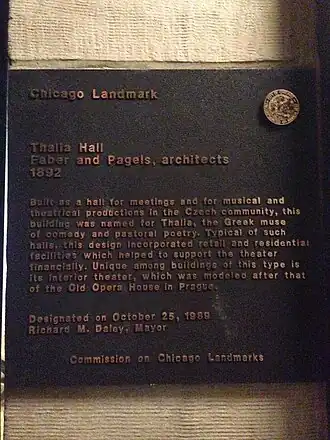 Chicago Landmark
Thalia Hall
Faber and Pagels, architects
1892
Built as a hall for meetings and for musical and
theatrical productions in the Czech community, this
building was named for Thalia, the Greek muse
of comedy and pastoral poetry. Typical of such
halls, this design incorporated retail and residential
facilities which helped to support the theater
financially. Unique among buildings of this type is
its interior theater, which was modeled after that
of the Old Opera House in Prague.
Designated on October 25, 1989
Richard M. Daley, Mayor
Commission on Chicago Landmarks